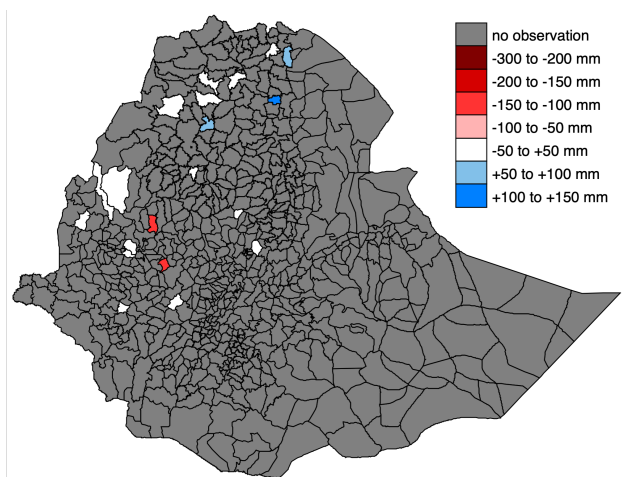 no observation
-300 to -200 mm
-200 to -150 mm
-150 to -100 mm
-100 to -50 mm
-50 to +50 mm
+50 to +100 mm
+100 to +150 mm